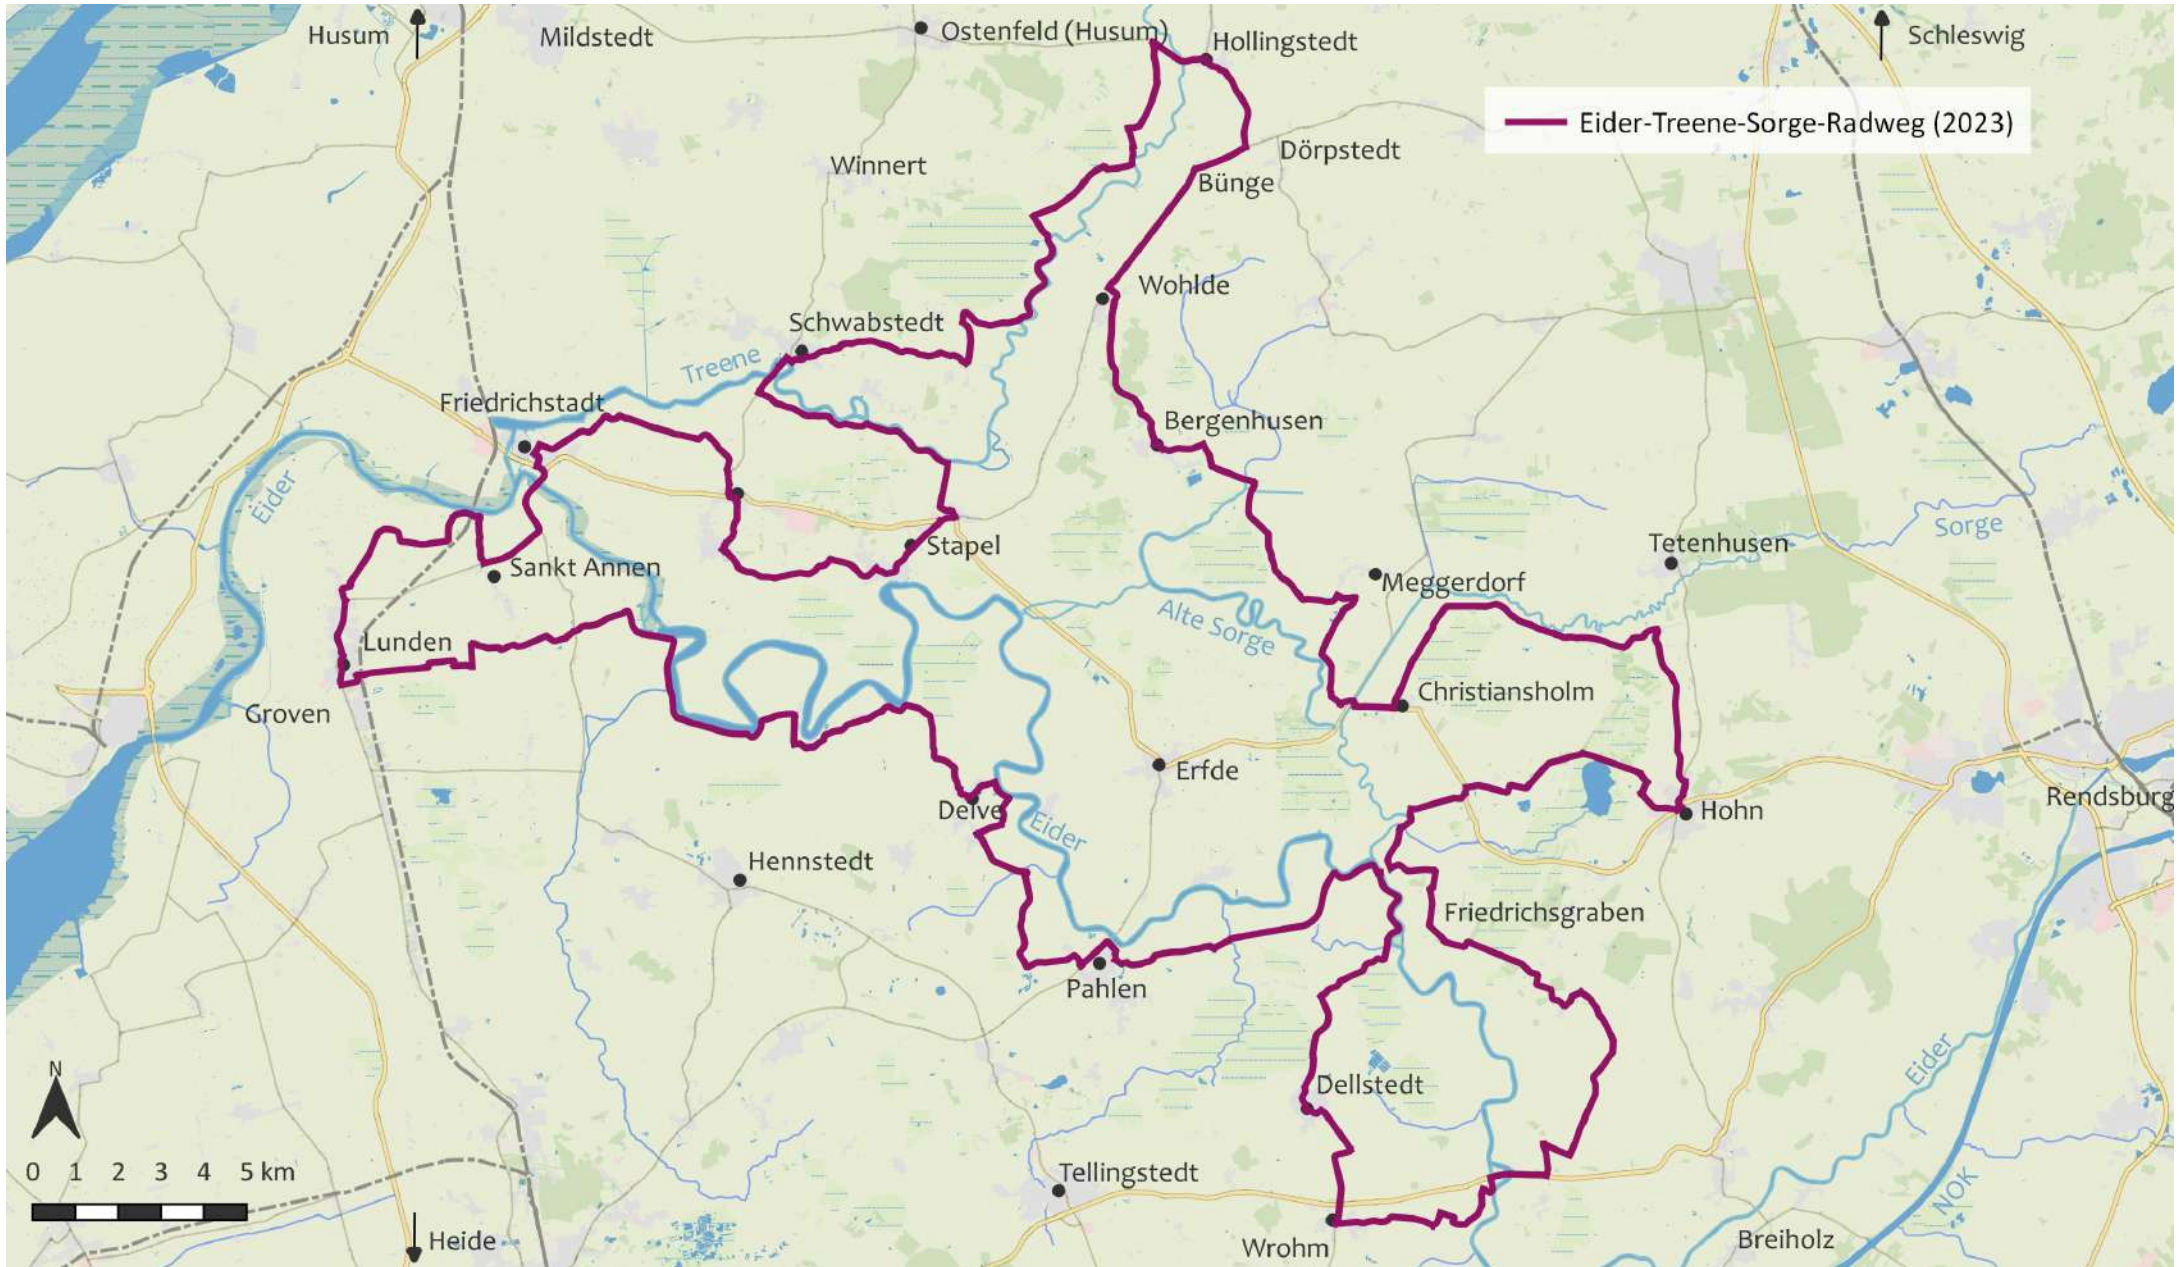 Husum
Mildstedt
Ostenfeld (Husum)
Hollingstedt
Schleswig
Eider-Treene-Sorge-Radweg (2023)
Dörpstedt
Winnert
Bünge
Wohlde
Schwabstedt
Treene
Friedrichstadt
Bergenhusen
Eider
Sorge
Stapel
Tetenhusen
Sankt Annen
Meggerdorf
Alte Sorge
Lunden
Christiansholm
Groven
Erfde
Delve
Eider
Hohn
Rendsburg
Hennstedt
Friedrichsgraben
Pahlen
Eider
N
Dellstedt
0 1 2 3 4 5 km
Tellingstedt
NOK
Heide
Wrohm
Breiholz